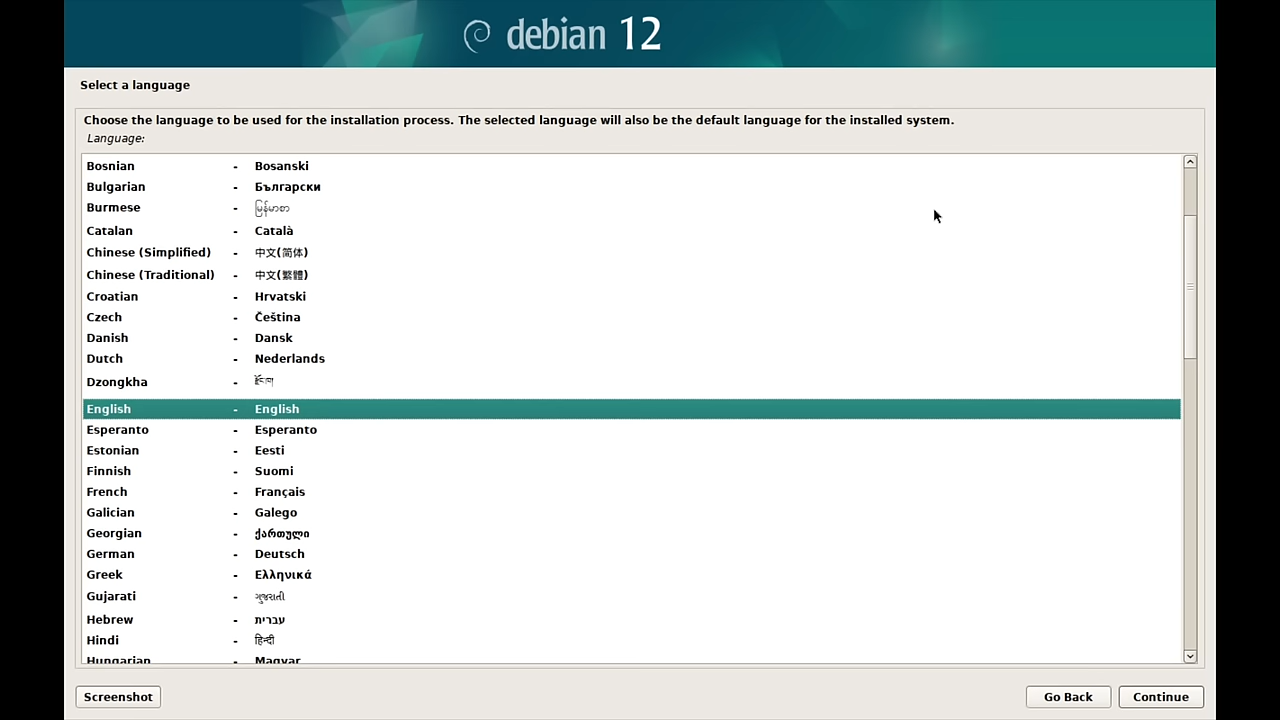 debian 12
Select a language
Choose the language to be used for the installation process. The selected language will also be the default language for the installed system.
Language:
Bosnian - Bosanski
Bulgarian - Български
Burmese - မြန်မာစာ
Catalan - Català
Chinese (Simplified) - 中文(简体)
Chinese (Traditional) - 中文(繁體)
Croatian - Hrvatski
Czech - Čeština
Danish - Dansk
Dutch - Nederlands
Dzongkha - རྫོང་ཁ།
English - English
Esperanto - Esperanto
Estonian - Eesti
Finnish - Suomi
French - Français
Galician - Galego
Georgian - ქართული
German - Deutsch
Greek - Ελληνικά
Gujarati - ગુજરાતી
Hebrew - עברית
Hindi - हिन्दी
Hungarian - Magyar
Screenshot Go Back Continue